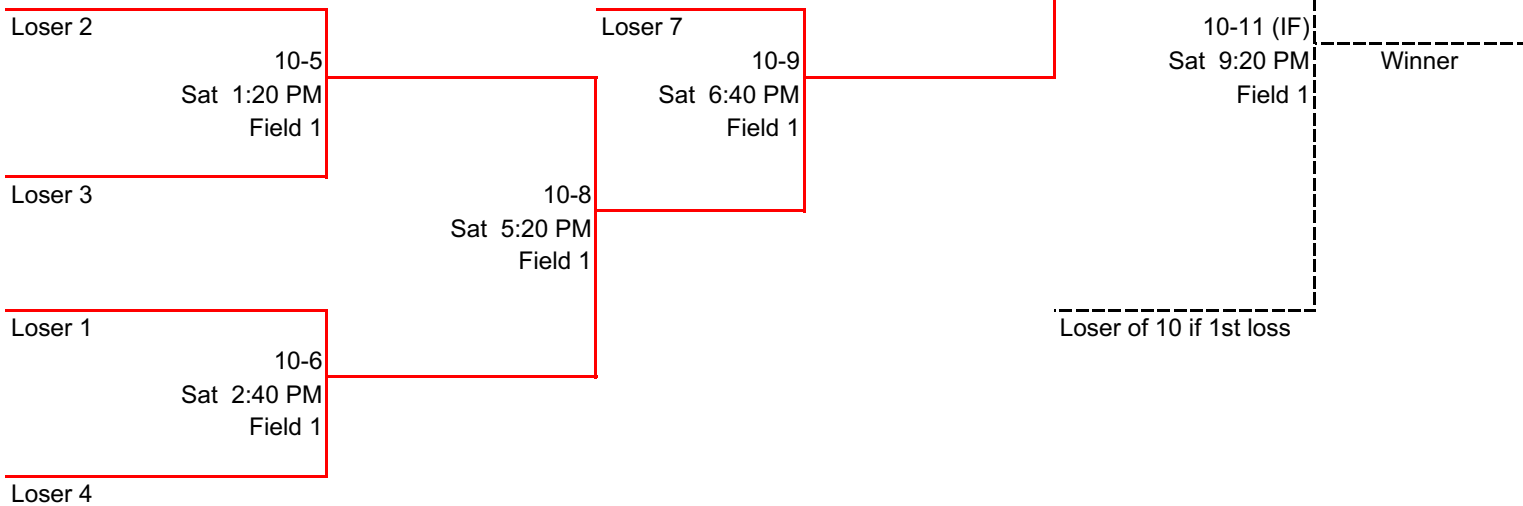 Loser 2
10-5
Sat 1:20 PM
Field 1
Loser 3
Loser 1
10-6
Sat 2:40 PM
Field 1
Loser 4
10-8
Sat 5:20 PM
Field 1
Loser 7
10-9
Sat 6:40 PM
Field 1
10-11 (IF)
Sat 9:20 PM
Field 1
Loser of 10 if 1st loss
Winner